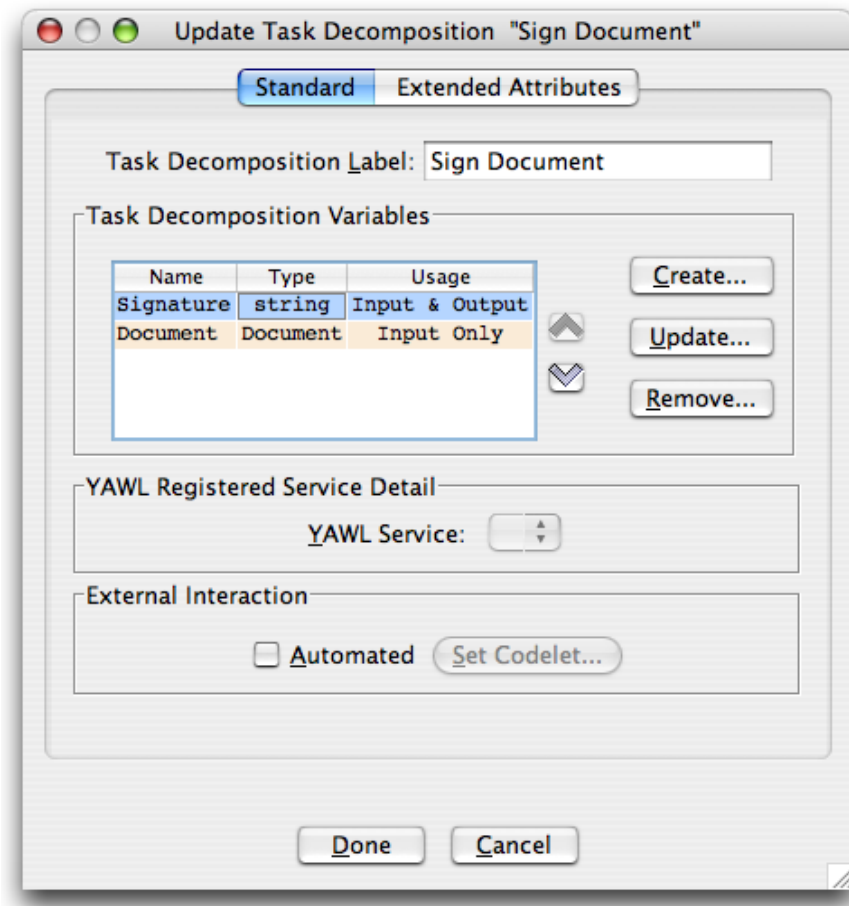 Update Task Decomposition "Sign Document"
Standard Extended Attributes
Task Decomposition Label: Sign Document
Task Decomposition Variables
Name Type Usage
Signature string Input & Output
Document Document Input Only
Create...
Update...
Remove...
YAWL Registered Service Detail
YAWL Service:
External Interaction
Automated Set Codelet...
Done Cancel